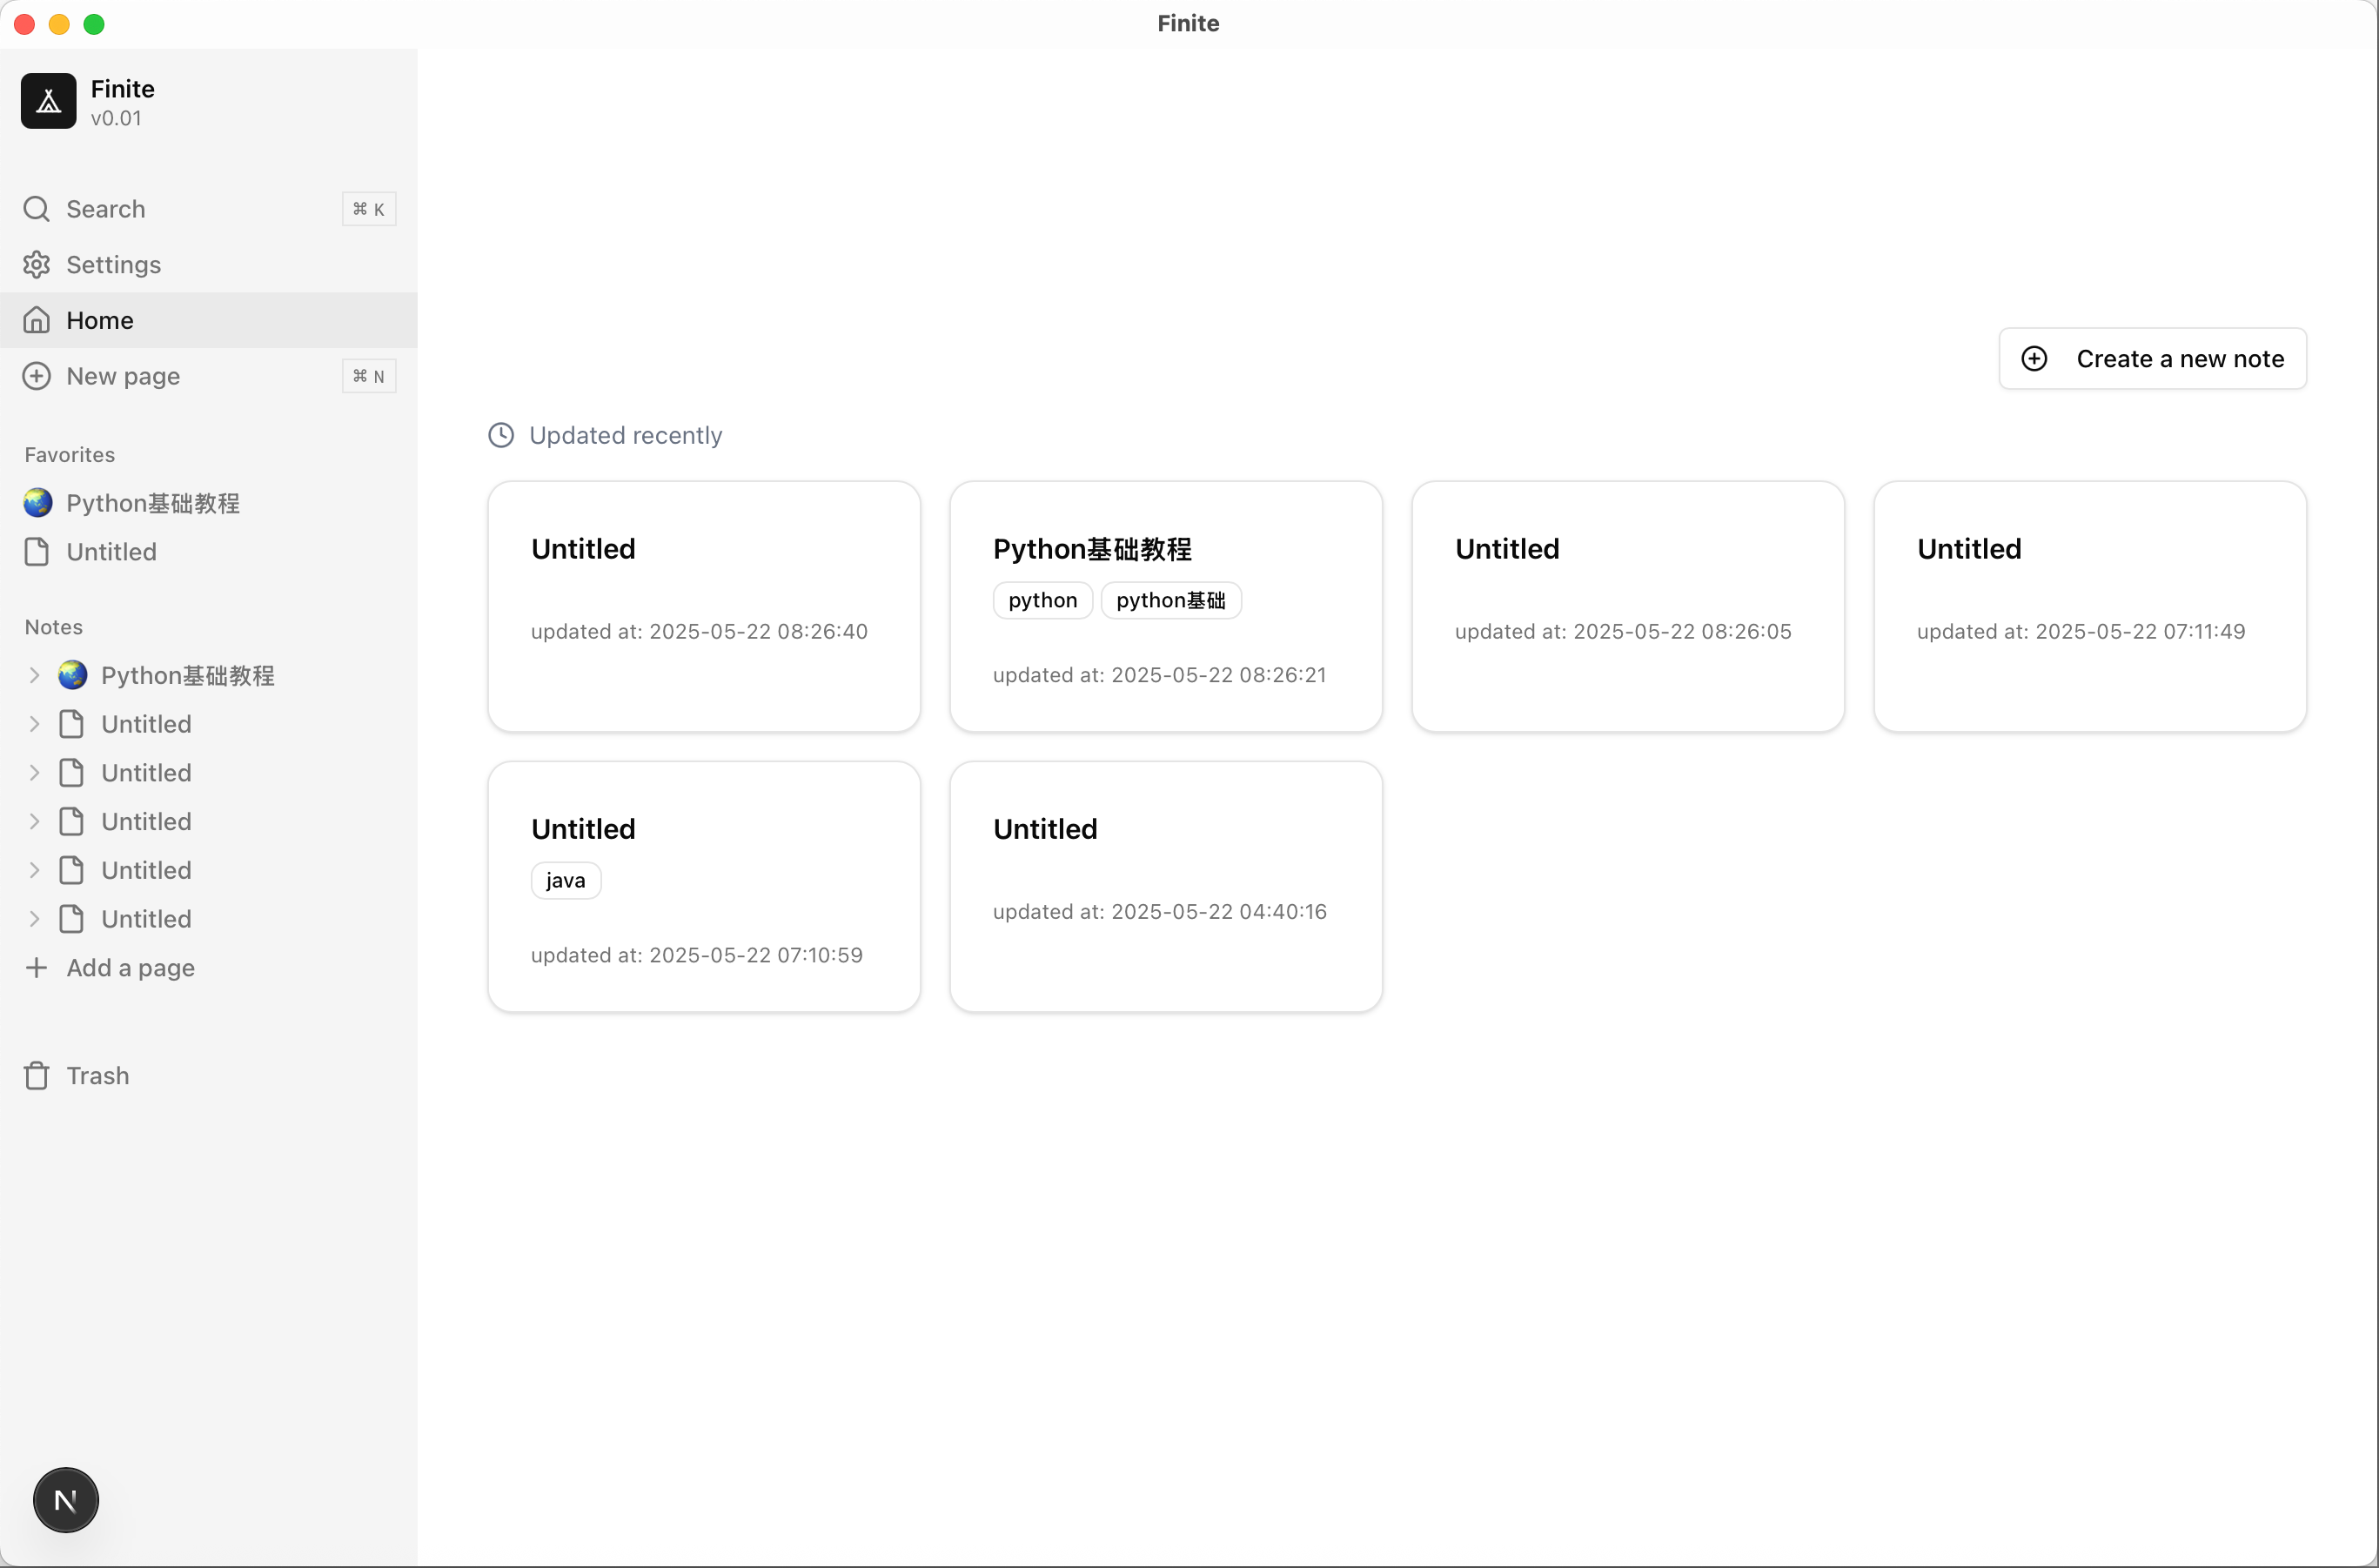 Finite
Finite
v0.01
Search ⌘ K
Settings
Home
New page ⌘ N
Favorites
Python基础教程
Untitled
Notes
Python基础教程
Untitled
Untitled
Untitled
Untitled
Untitled
Add a page
Trash
N
Create a new note
Updated recently
Untitled
updated at: 2025-05-22 08:26:40
Python基础教程
python python基础
updated at: 2025-05-22 08:26:21
Untitled
updated at: 2025-05-22 08:26:05
Untitled
updated at: 2025-05-22 07:11:49
Untitled
java
updated at: 2025-05-22 07:10:59
Untitled
updated at: 2025-05-22 04:40:16